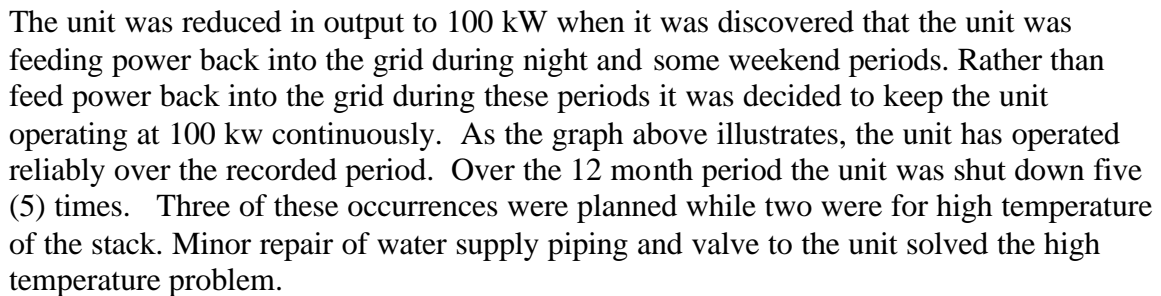 The unit was reduced in output to 100 kW when it was discovered that the unit was
feeding power back into the grid during night and some weekend periods. Rather than
feed power back into the grid during these periods it was decided to keep the unit
operating at 100 kw continuously.  As the graph above illustrates, the unit has operated
reliably over the recorded period.  Over the 12 month period the unit was shut down five
(5) times.   Three of these occurrences were planned while two were for high temperature
of the stack. Minor repair of water supply piping and valve to the unit solved the high
temperature problem.